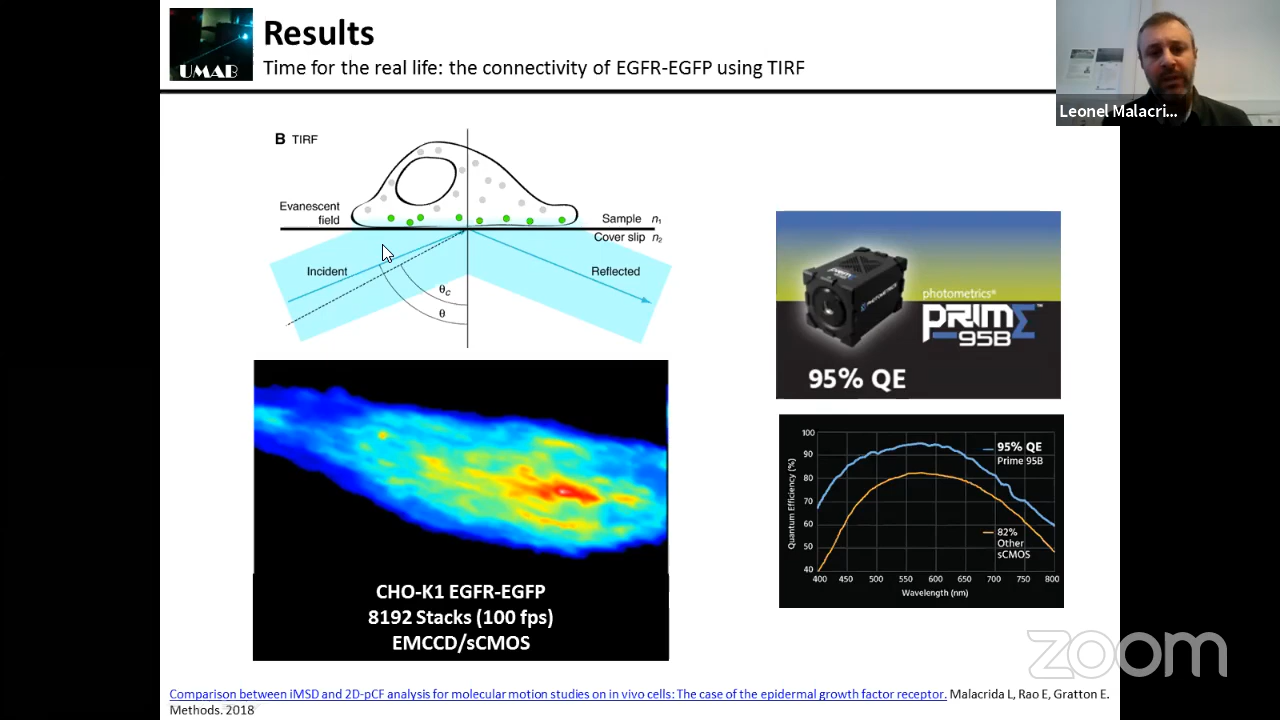 UMAB
Results
Time for the real life: the connectivity of EGFR-EGFP using TIRF
Leonel Malacri...
B TIRF
Evanescent
field
Sample n1
Cover slip n2
Incident
Reflected
θc
θ
PHOTOMETRICS
PRIME
photometrics®
PRIMΣ™
95B
95% QE
CHO-K1 EGFR-EGFP
8192 Stacks (100 fps)
EMCCD/sCMOS
Quantum Efficiency (%)
100
90
80
70
60
50
40
95% QE
Prime 95B
82%
Other
sCMOS
400 450 500 550 600 650 700 750 800
Wavelength (nm)
zoom
Comparison between iMSD and 2D-pCF analysis for molecular motion studies on in vivo cells: The case of the epidermal growth factor receptor. Malacrida L, Rao E, Gratton E.
Methods. 2018